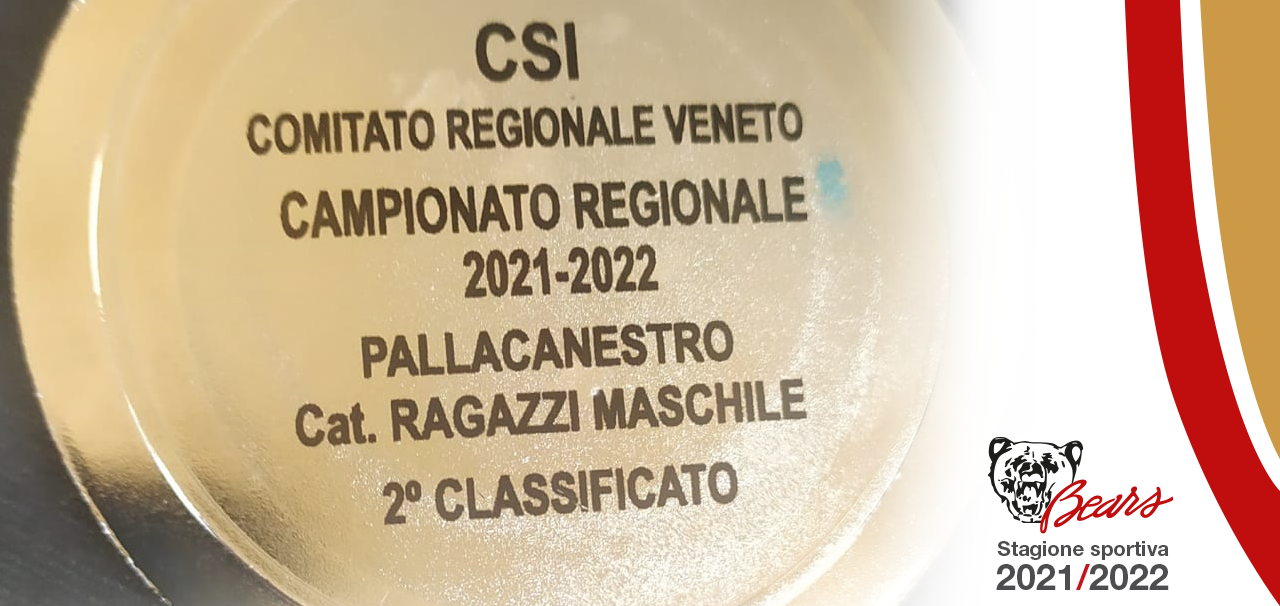 CSI
COMITATO REGIONALE VENETO
CAMPIONATO REGIONALE
2021-2022
PALLACANESTRO
Cat. RAGAZZI MASCHILE
2º CLASSIFICATO
Bears
Stagione sportiva
2021/2022